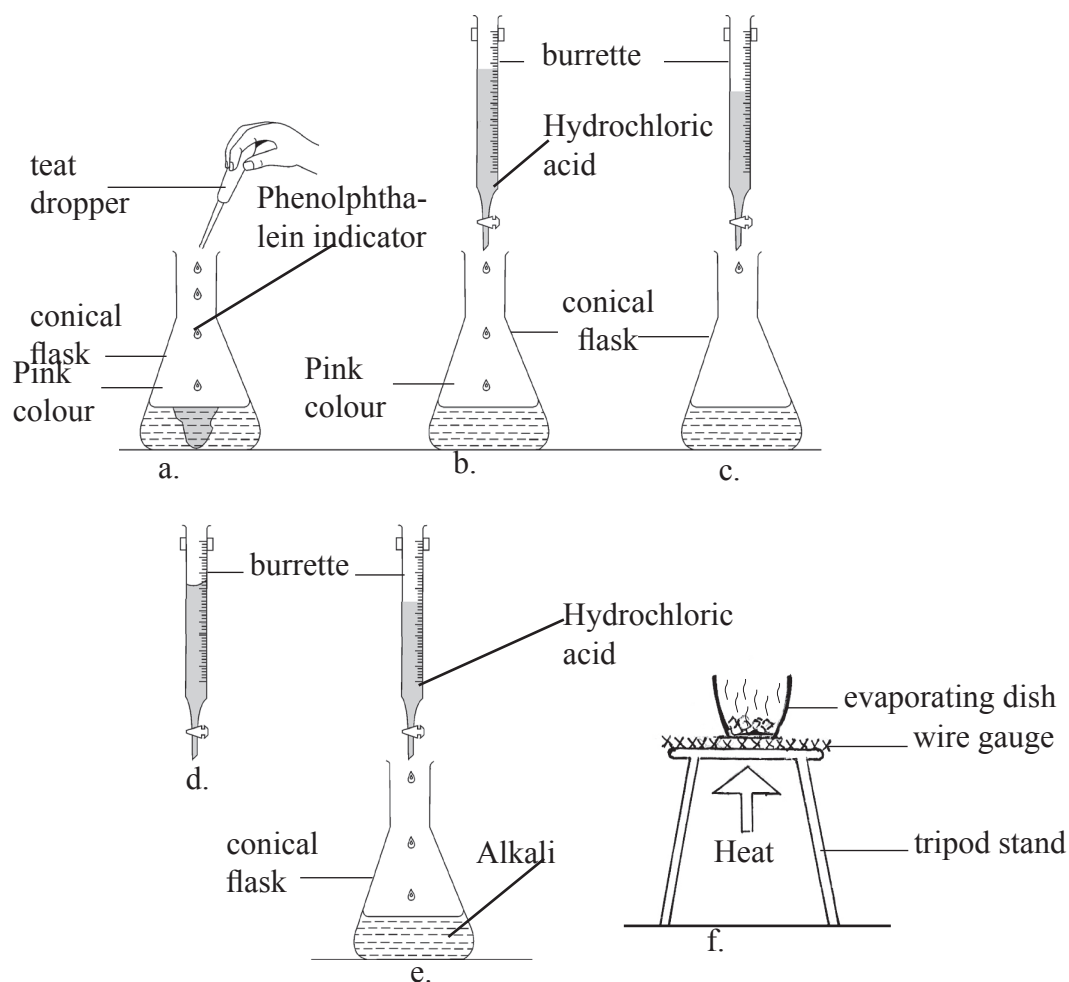 burrette
Hydrochloric
acid
teat
dropper
Phenolphtha-
lein indicator
conical
flask
Pink
colour
conical
flask
Pink
colour
a.
b.
c.
burrette
Hydrochloric
acid
d.
conical
flask
Alkali
e.
evaporating dish
wire gauge
tripod stand
Heat
f.